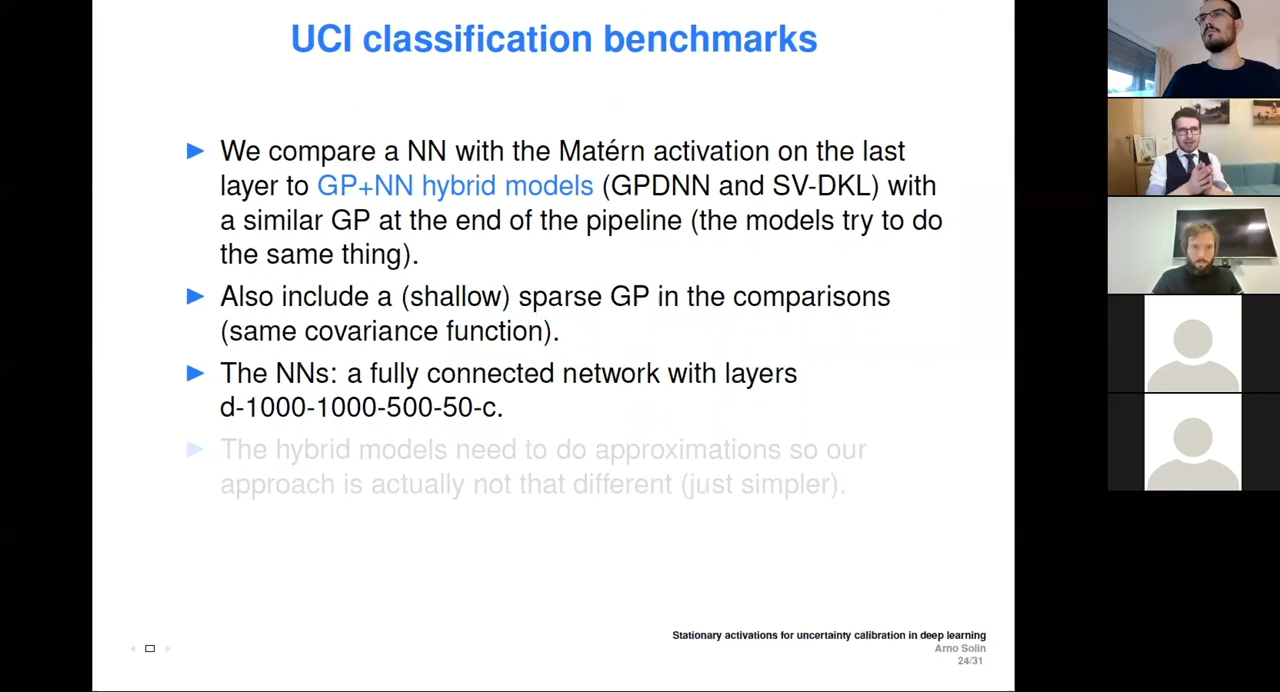 UCI classification benchmarks
We compare a NN with the Matérn activation on the last
layer to GP+NN hybrid models (GPDNN and SV-DKL) with
a similar GP at the end of the pipeline (the models try to do
the same thing).
Also include a (shallow) sparse GP in the comparisons
(same covariance function).
The NNs: a fully connected network with layers
d-1000-1000-500-50-c.
The hybrid models need to do approximations so our
approach is actually not that different (just simpler).
Stationary activations for uncertainty calibration in deep learning
Arno Solin
24/31